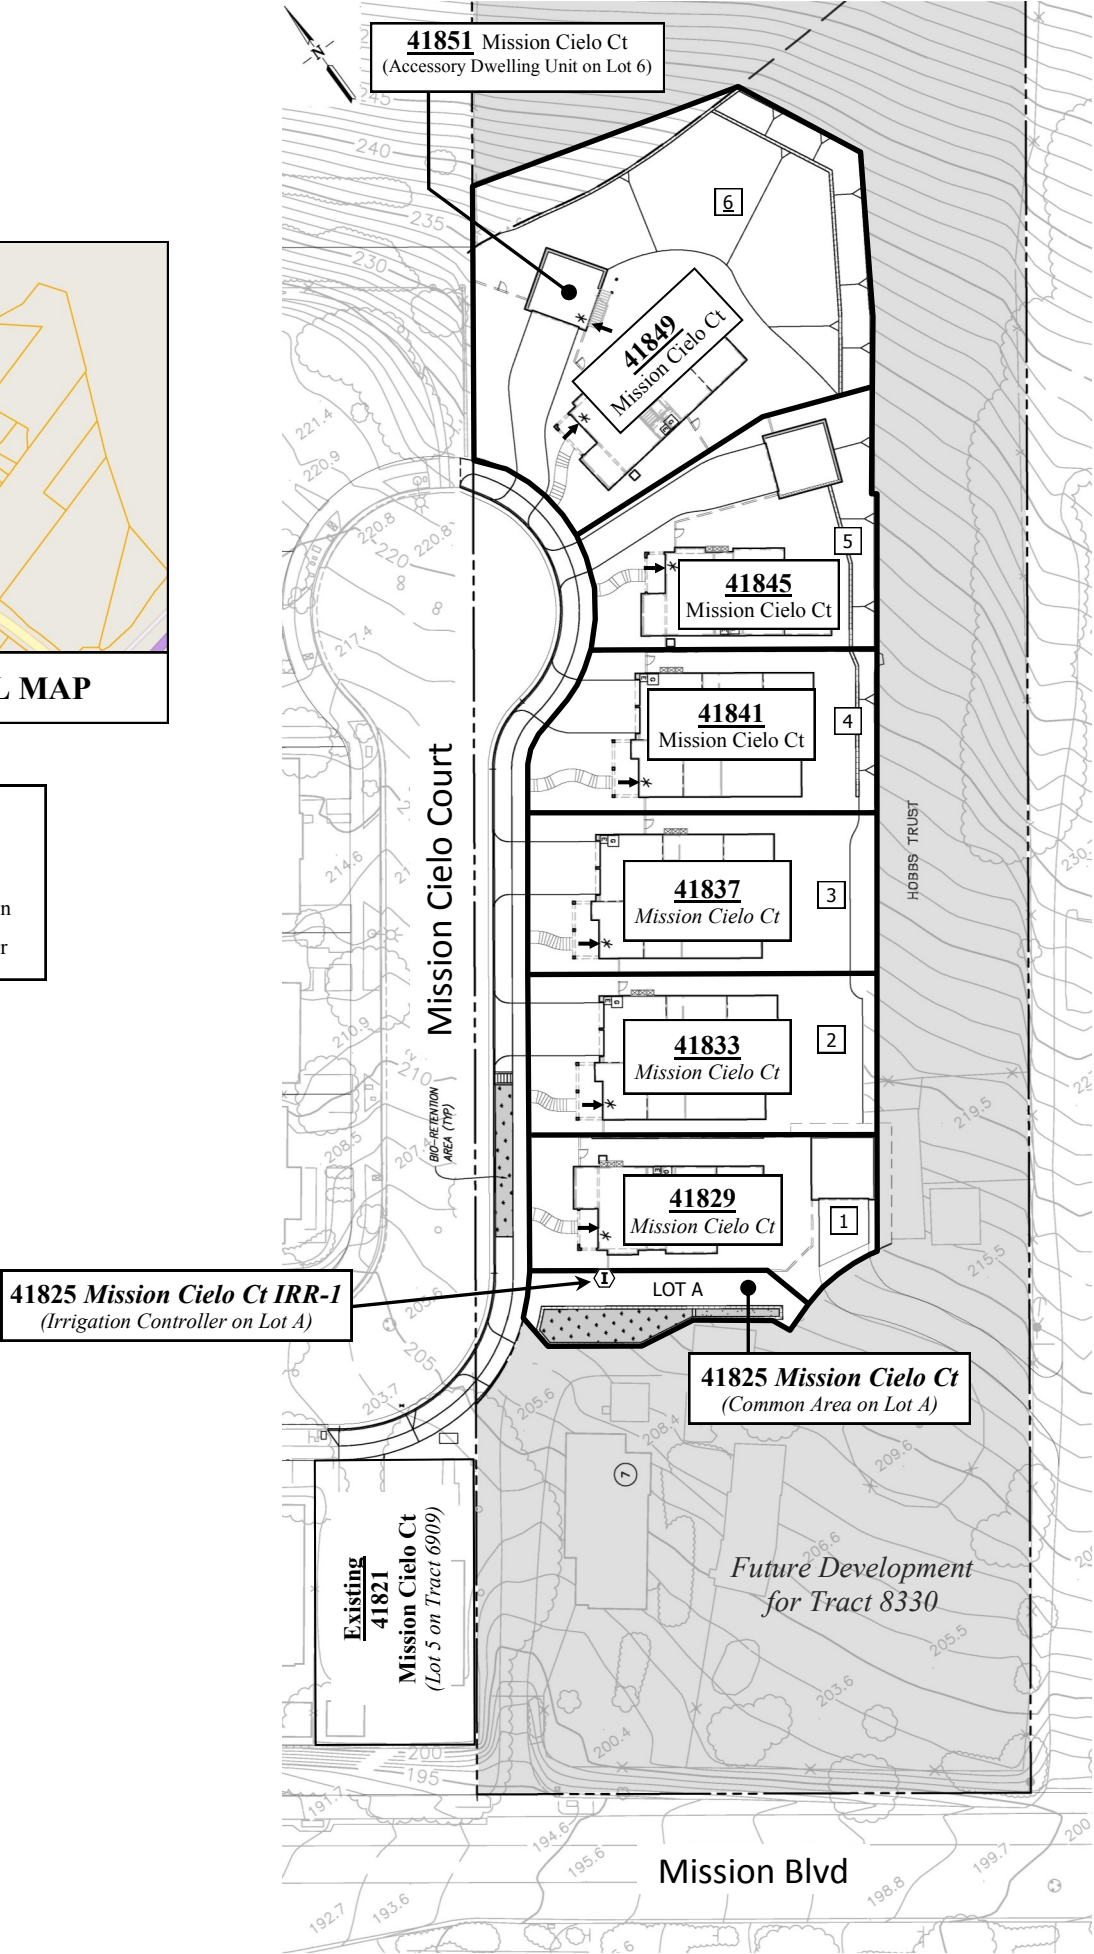 N
41851 Mission Cielo Ct
(Accessory Dwelling Unit on Lot 6)
245
240
235
230
6
41849
Mission Cielo Ct
221.4
220.9
220.8
220
220.8
217.4
5
41845
Mission Cielo Ct
L MAP
41841
Mission Cielo Ct
4
Mission Cielo Court
HOBBS TRUST
E G
214.6
21
230.
n
r
41837
Mission Cielo Ct
3
E G
210.9
210
41833
Mission Cielo Ct
2
E G
BIO-RETENTION
AREA (TYP)
208.5
207.
219.5
22
41829
Mission Cielo Ct
1
215.5
41825 Mission Cielo Ct IRR-1
(Irrigation Controller on Lot A)
I
LOT A
205.6
205
203.7
41825 Mission Cielo Ct
(Common Area on Lot A)
205.6
208.4
209.6
7
206.6
Existing
41821
Mission Cielo Ct
(Lot 5 on Tract 6909)
Future Development
for Tract 8330
205.5
203.6
200.4
200
195
191.7
194.6
195.6
Mission Blvd
199.7
200
198.8
192.7
193.6
5.6